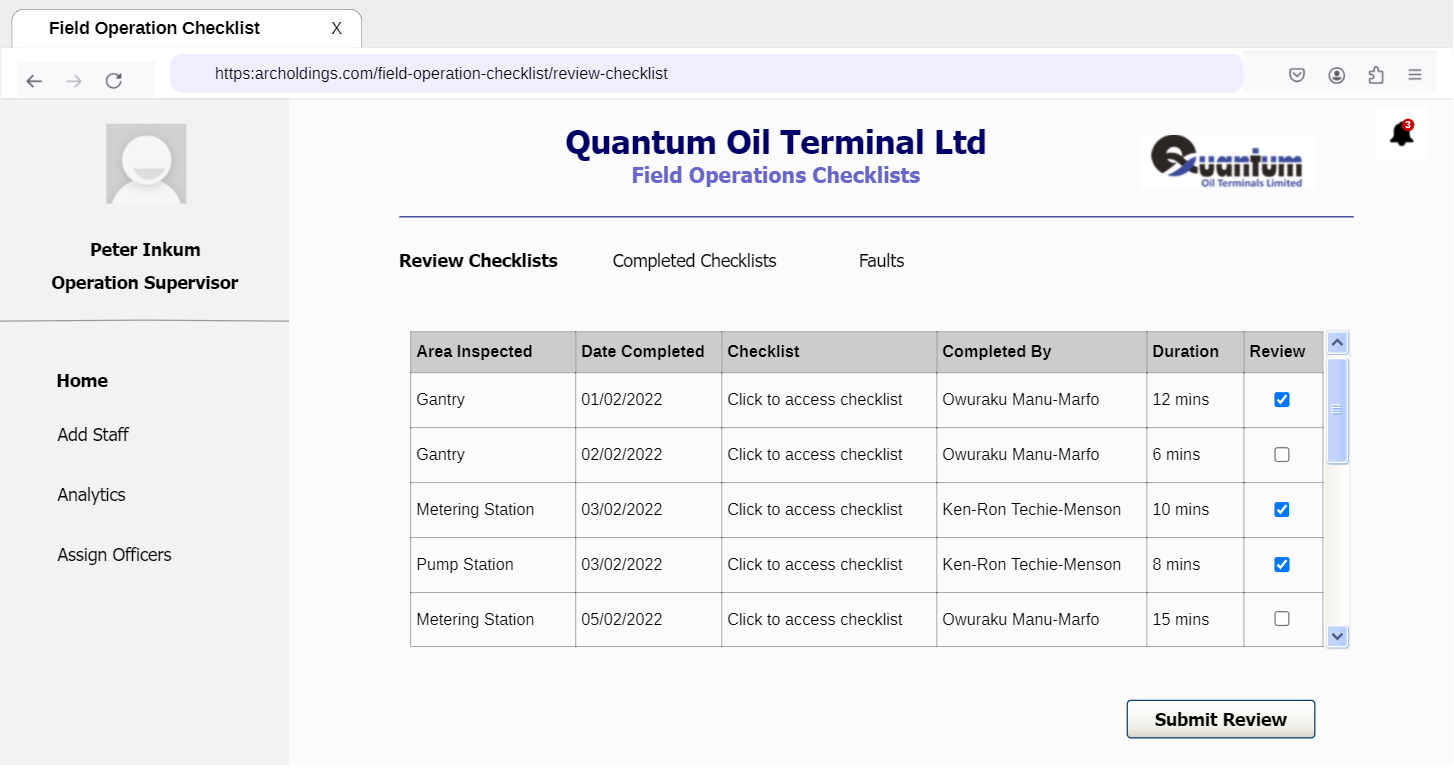 Field Operation Checklist X
https:archoldings.com/field-operation-checklist/review-checklist
3
Quantum Oil Terminal Ltd
Field Operations Checklists
Quantum
Oil Terminals Limited
Peter Inkum
Operation Supervisor
Home
Add Staff
Analytics
Assign Officers
Review Checklists Completed Checklists Faults
Area Inspected Date Completed Checklist Completed By Duration Review
Gantry 01/02/2022 Click to access checklist Owuraku Manu-Marfo 12 mins
Gantry 02/02/2022 Click to access checklist Owuraku Manu-Marfo 6 mins
Metering Station 03/02/2022 Click to access checklist Ken-Ron Techie-Menson 10 mins
Pump Station 03/02/2022 Click to access checklist Ken-Ron Techie-Menson 8 mins
Metering Station 05/02/2022 Click to access checklist Owuraku Manu-Marfo 15 mins
Submit Review